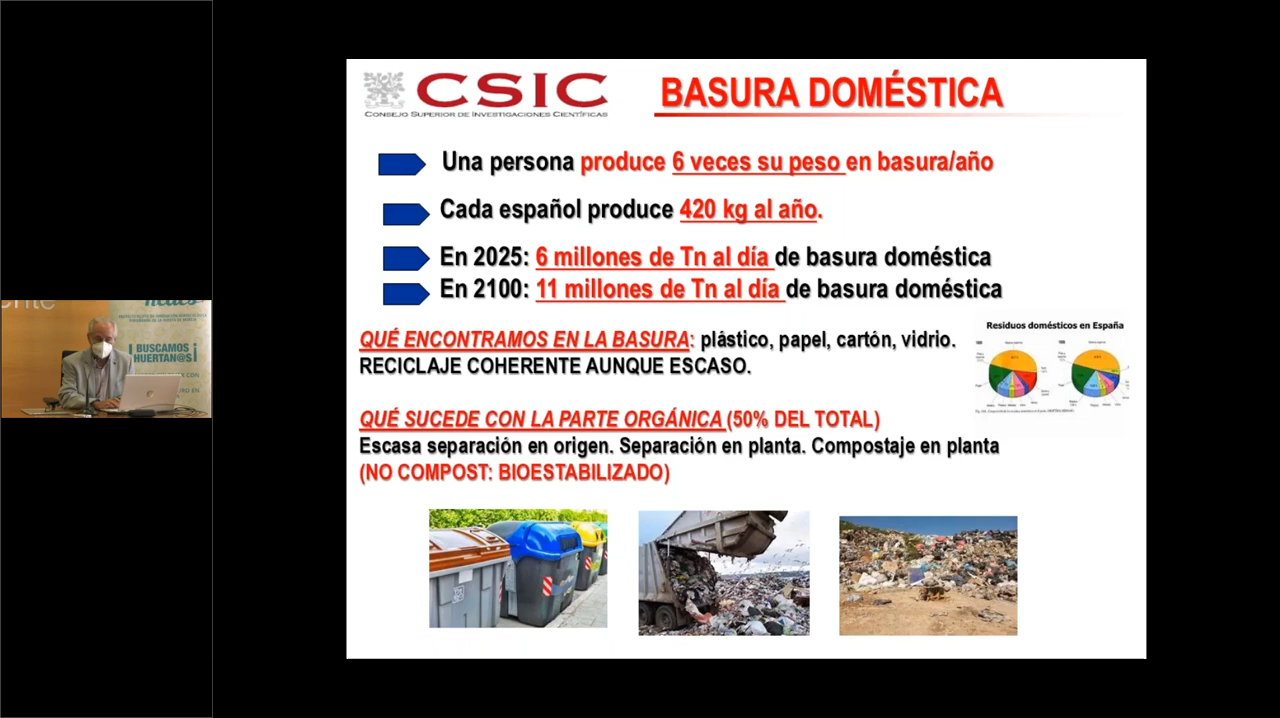 CSIC
CONSEJO SUPERIOR DE INVESTIGACIONES CIENTÍFICAS
BASURA DOMÉSTICA
Una persona produce 6 veces su peso en basura/año
Cada español produce 420 kg al año.
En 2025: 6 millones de Tn al día de basura doméstica
En 2100: 11 millones de Tn al día de basura doméstica
QUÉ ENCONTRAMOS EN LA BASURA: plástico, papel, cartón, vidrio.
RECICLAJE COHERENTE AUNQUE ESCASO.
Residuos domésticos en España
QUÉ SUCEDE CON LA PARTE ORGÁNICA (50% DEL TOTAL)
Escasa separación en origen. Separación en planta. Compostaje en planta
(NO COMPOST: BIOESTABILIZADO)
¡BUSCAMOS
HUERTAN@S!